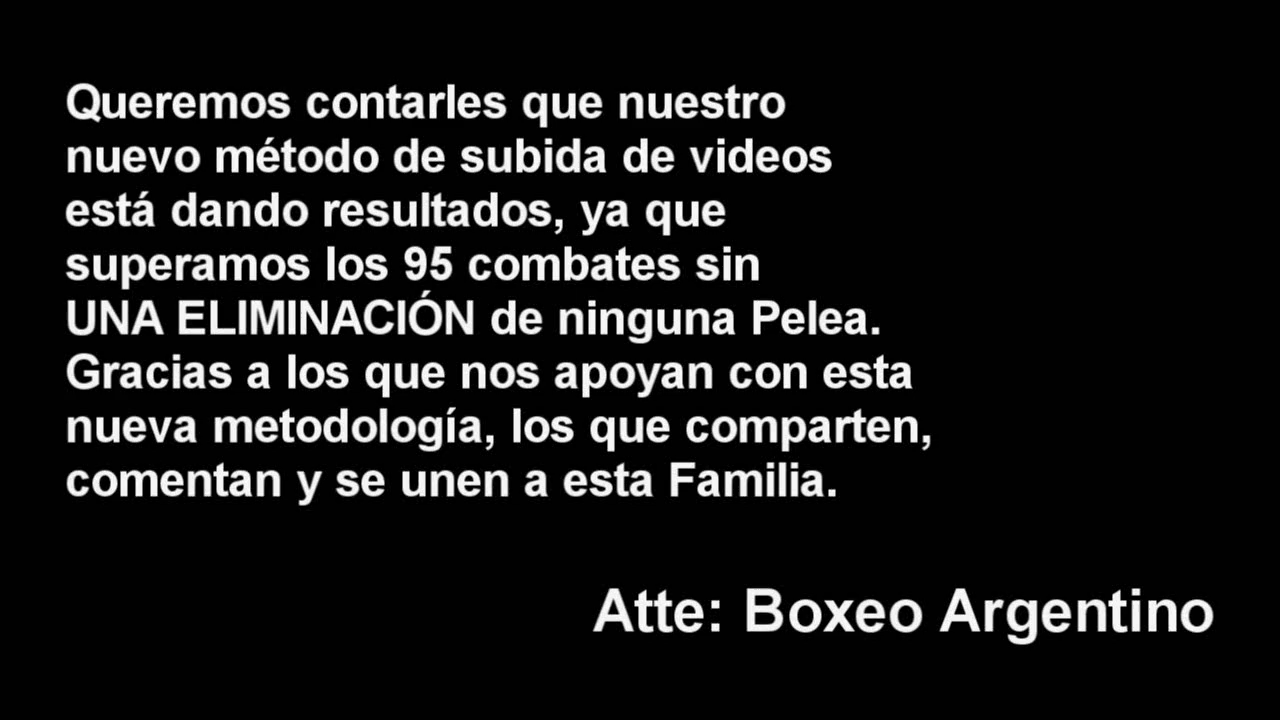 Queremos contarles que nuestro
nuevo método de subida de videos
está dando resultados, ya que
superamos los 95 combates sin
UNA ELIMINACIÓN de ninguna Pelea.
Gracias a los que nos apoyan con esta
nueva metodología, los que comparten,
comentan y se unen a esta Familia.
Atte: Boxeo Argentino